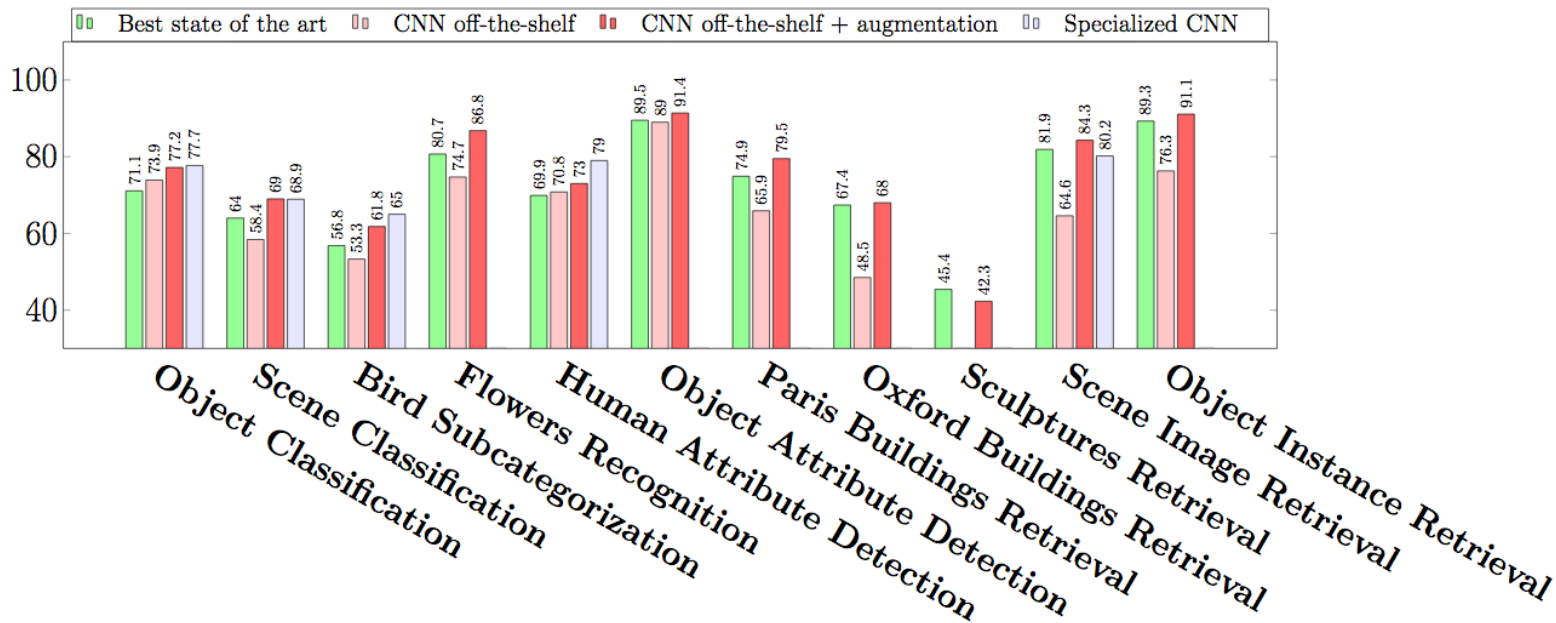 Best state of the art CNN off-the-shelf CNN off-the-shelf + augmentation Specialized CNN
100
80
60
40
71.1 73.9 77.2 77.7
64 58.4 69 68.9
56.8 53.3 61.8 65
80.7 74.7 86.8
69.9 70.8 73 79
89.5 89 91.4
74.9 65.9 79.5
67.4 48.5 68
45.4 42.3
81.9 64.6 84.3 80.2
89.3 76.3 91.1
Object Classification
Scene Classification
Bird Subcategorization
Flowers Recognition
Human Attribute Detection
Object Attribute Detection
Paris Buildings Retrieval
Oxford Buildings Retrieval
Sculptures Retrieval
Scene Image Retrieval
Object Instance Retrieval